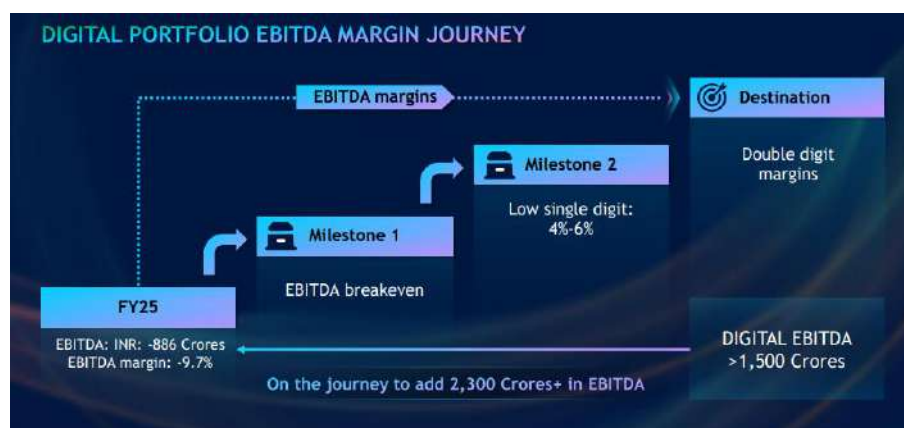 DIGITAL PORTFOLIO EBITDA MARGIN JOURNEY
EBITDA margins
Destination
Double digit
margins
Milestone 2
Low single digit:
4%-6%
Milestone 1
EBITDA breakeven
FY25
EBITDA: INR: -886 Crores
EBITDA margin: -9.7%
DIGITAL EBITDA
>1,500 Crores
On the journey to add 2,300 Crores+ in EBITDA